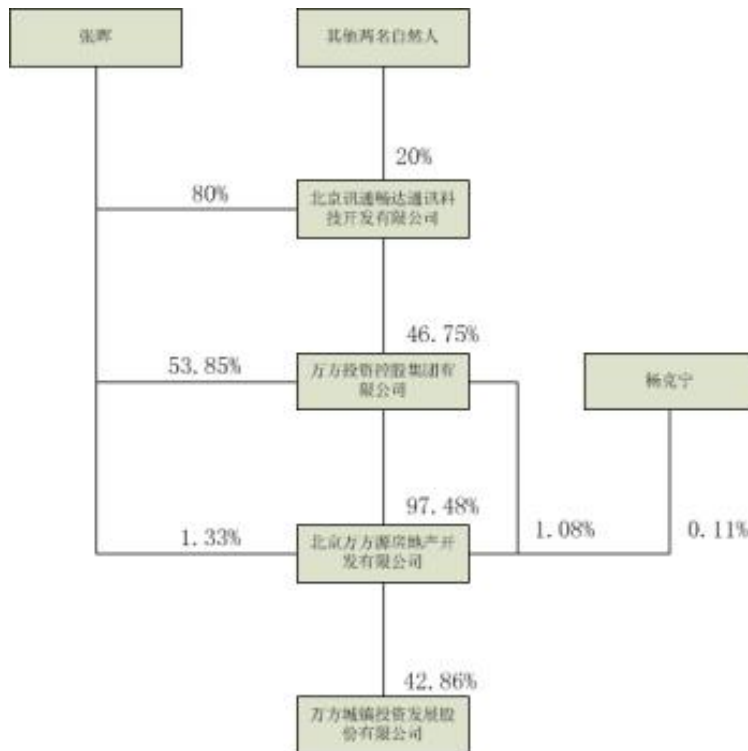 张晖
其他两名自然人
20%
80%
北京讯通畅达通讯科
技开发有限公司
46.75%
53.85%
万方投资控股集团有
限公司
杨克宁
97.48%
1.33%
北京万方源房地产开
发有限公司
1.08%
0.11%
42.86%
万方城镇投资发展股
份有限公司